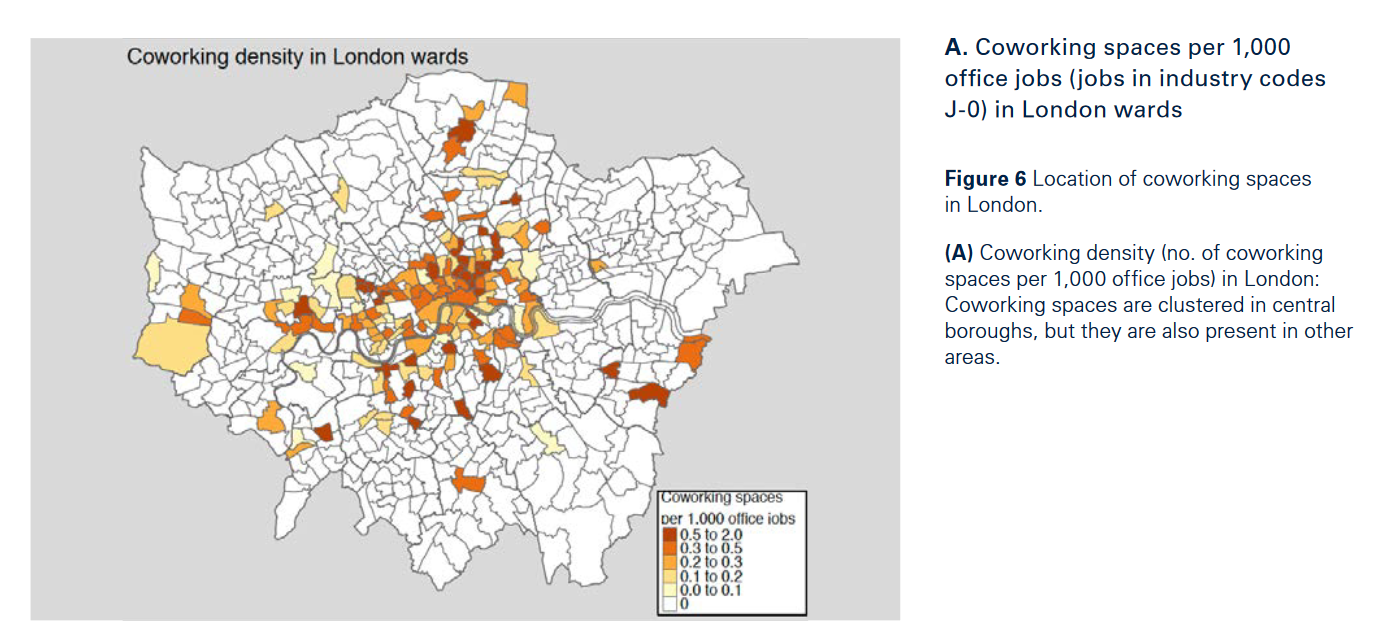 Coworking density in London wards
Coworking spaces
per 1.000 office jobs
0.5 to 2.0
0.3 to 0.5
0.2 to 0.3
0.1 to 0.2
0.0 to 0.1
0
A. Coworking spaces per 1,000
office jobs (jobs in industry codes
J-0) in London wards
Figure 6 Location of coworking spaces
in London.
(A) Coworking density (no. of coworking
spaces per 1,000 office jobs) in London:
Coworking spaces are clustered in central
boroughs, but they are also present in other
areas.